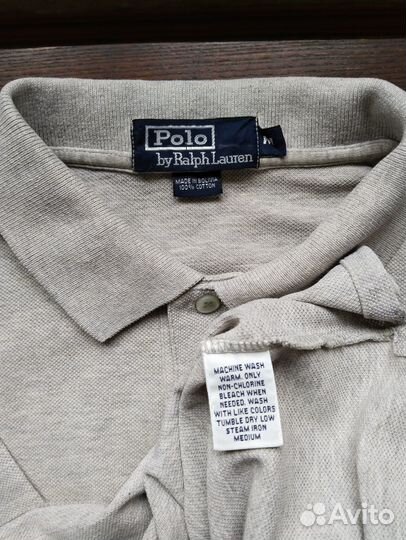 Polo
by Ralph Lauren
M
MADE IN BOLIVIA
100% COTTON
MACHINE WASH
WARM. ONLY
NON-CHLORINE
BLEACH WHEN
NEEDED. WASH
WITH LIKE COLORS
TUMBLE DRY LOW
STEAM IRON
MEDIUM
Avito